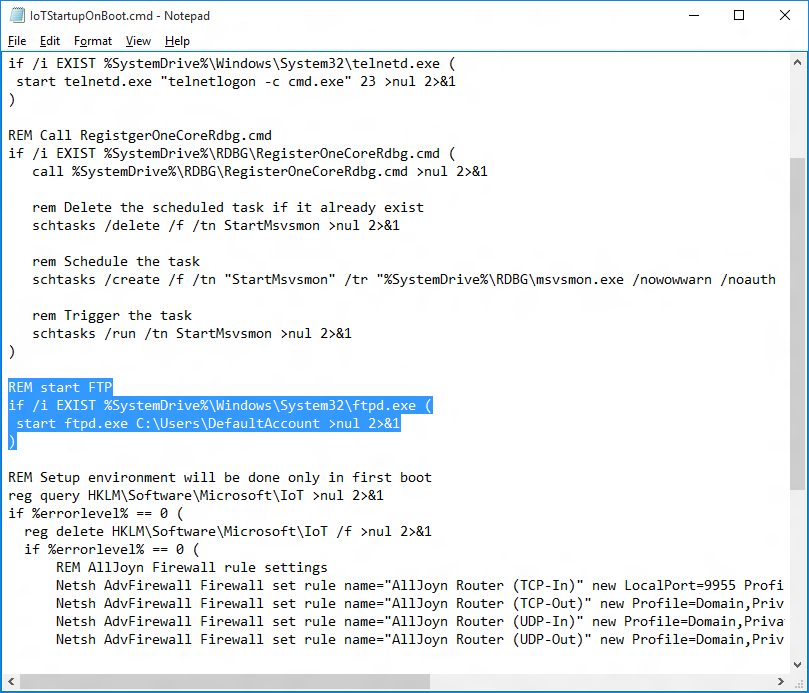 IoTStartupOnBoot.cmd - Notepad
File Edit Format View Help
if /i EXIST %SystemDrive%\Windows\System32\telnetd.exe (
 start telnetd.exe "telnetlogon -c cmd.exe" 23 >nul 2>&1
)

REM Call RegistgerOneCoreRdbg.cmd
if /i EXIST %SystemDrive%\RDBG\RegisterOneCoreRdbg.cmd (
   call %SystemDrive%\RDBG\RegisterOneCoreRdbg.cmd >nul 2>&1

   rem Delete the scheduled task if it already exist
   schtasks /delete /f /tn StartMsvsmon >nul 2>&1

   rem Schedule the task
   schtasks /create /f /tn "StartMsvsmon" /tr "%SystemDrive%\RDBG\msvsmon.exe /nowowwarn /noauth

   rem Trigger the task
   schtasks /run /tn StartMsvsmon >nul 2>&1
)

REM start FTP
if /i EXIST %SystemDrive%\Windows\System32\ftpd.exe (
 start ftpd.exe C:\Users\DefaultAccount >nul 2>&1
)

REM Setup environment will be done only in first boot
reg query HKLM\Software\Microsoft\IoT >nul 2>&1
if %errorlevel% == 0 (
  reg delete HKLM\Software\Microsoft\IoT /f >nul 2>&1
  if %errorlevel% == 0 (
      REM AllJoyn Firewall rule settings
      Netsh AdvFirewall Firewall set rule name="AllJoyn Router (TCP-In)" new LocalPort=9955 Profi
      Netsh AdvFirewall Firewall set rule name="AllJoyn Router (TCP-Out)" new Profile=Domain,Priv
      Netsh AdvFirewall Firewall set rule name="AllJoyn Router (UDP-In)" new Profile=Domain,Priva
      Netsh AdvFirewall Firewall set rule name="AllJoyn Router (UDP-Out)" new Profile=Domain,Priv